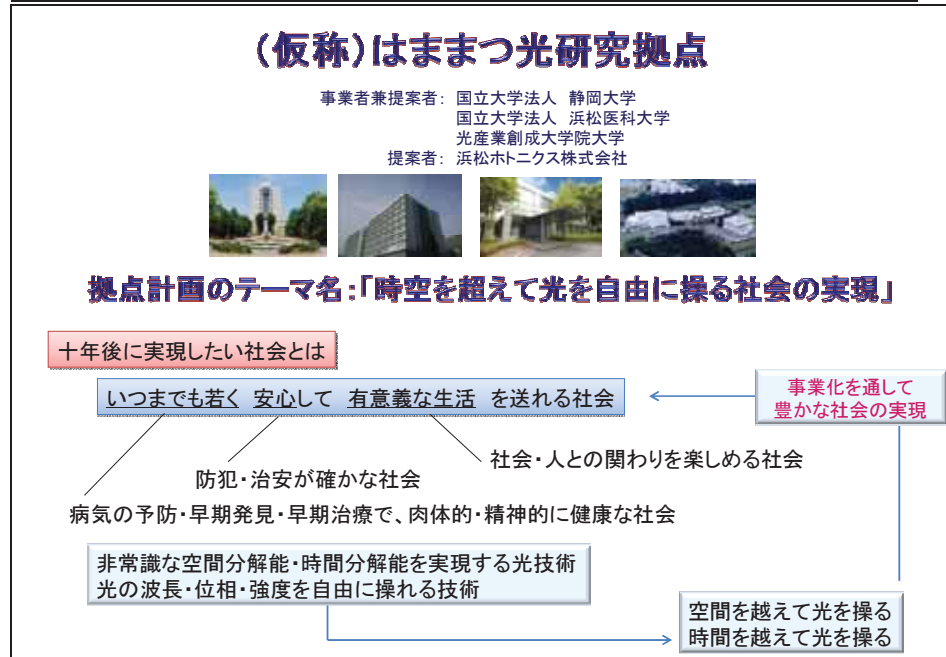 (仮称)はままつ光研究拠点
事業者兼提案者: 国立大学法人 静岡大学
国立大学法人 浜松医科大学
光産業創成大学院大学
提案者: 浜松ホトニクス株式会社
拠点計画のテーマ名:「時空を超えて光を自由に操る社会の実現」
十年後に実現したい社会とは
いつまでも若く 安心して 有意義な生活 を送れる社会
事業化を通して
豊かな社会の実現
社会・人との関わりを楽しめる社会
防犯・治安が確かな社会
病気の予防・早期発見・早期治療で、肉体的・精神的に健康な社会
非常識な空間分解能・時間分解能を実現する光技術
光の波長・位相・強度を自由に操れる技術
空間を越えて光を操る
時間を越えて光を操る